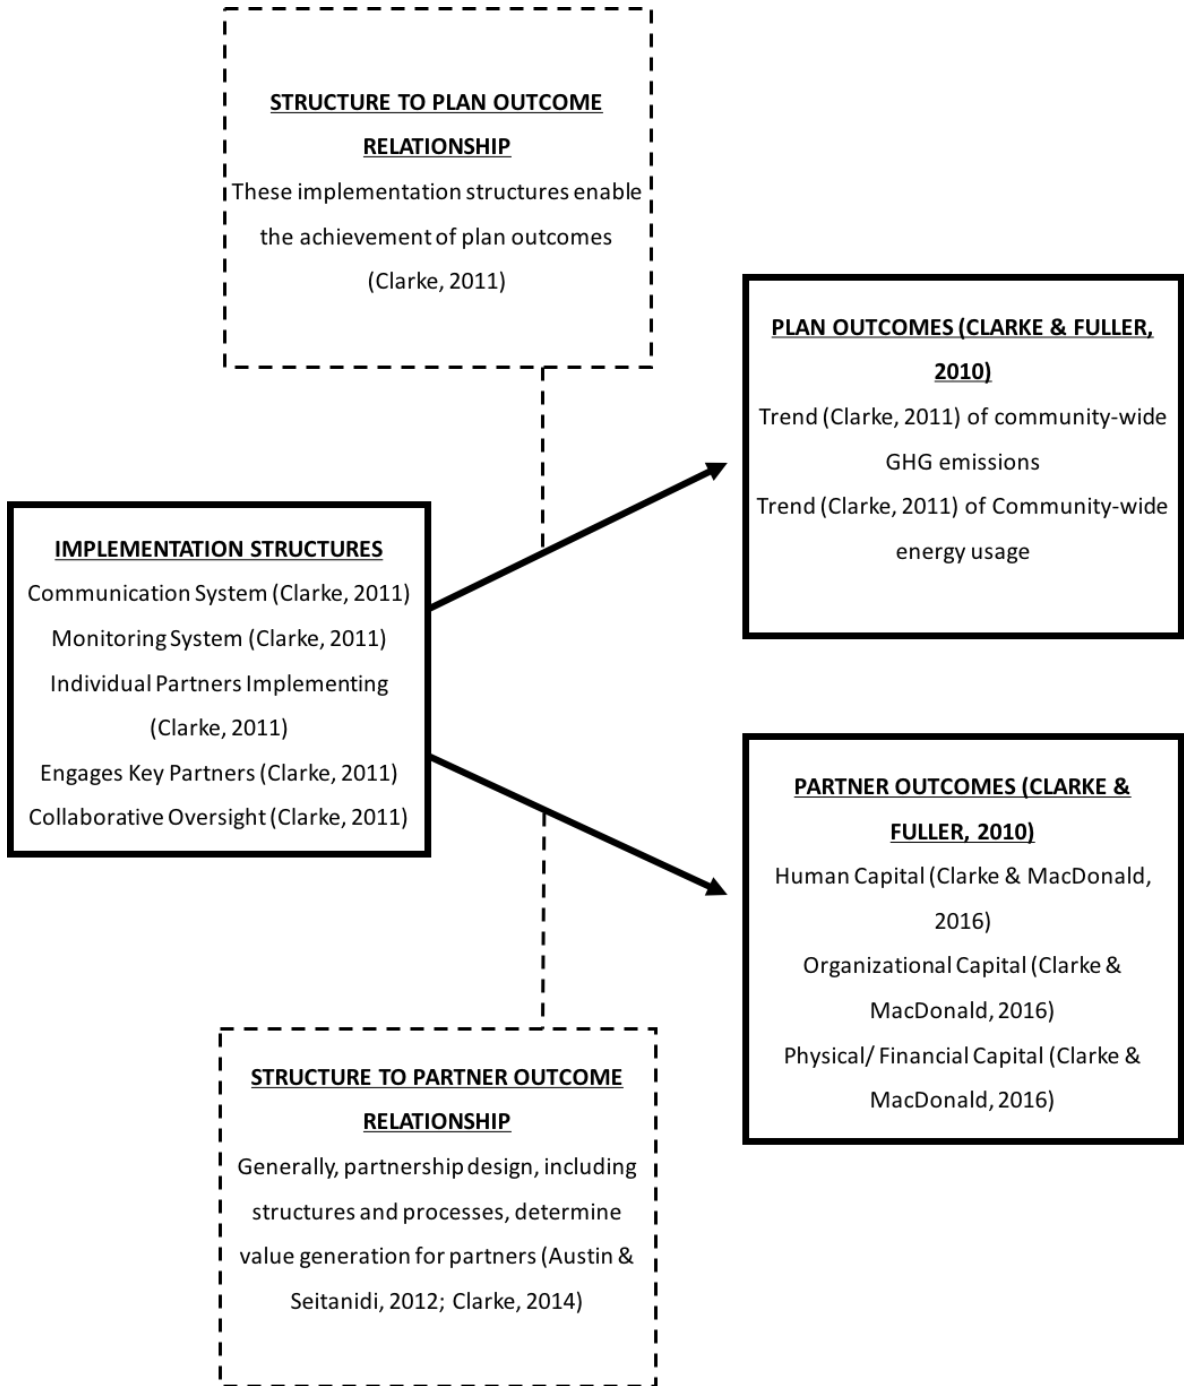 STRUCTURE TO PLAN OUTCOME
RELATIONSHIP
These implementation structures enable
the achievement of plan outcomes
(Clarke, 2011)
PLAN OUTCOMES (CLARKE & FULLER,
2010)
Trend (Clarke, 2011) of community-wide
GHG emissions
Trend (Clarke, 2011) of Community-wide
energy usage
IMPLEMENTATION STRUCTURES
Communication System (Clarke, 2011)
Monitoring System (Clarke, 2011)
Individual Partners Implementing
(Clarke, 2011)
Engages Key Partners (Clarke, 2011)
Collaborative Oversight (Clarke, 2011)
PARTNER OUTCOMES (CLARKE &
FULLER, 2010)
Human Capital (Clarke & MacDonald,
2016)
Organizational Capital (Clarke &
MacDonald, 2016)
Physical/ Financial Capital (Clarke &
MacDonald, 2016)
STRUCTURE TO PARTNER OUTCOME
RELATIONSHIP
Generally, partnership design, including
structures and processes, determine
value generation for partners (Austin &
Seitanidi, 2012; Clarke, 2014)